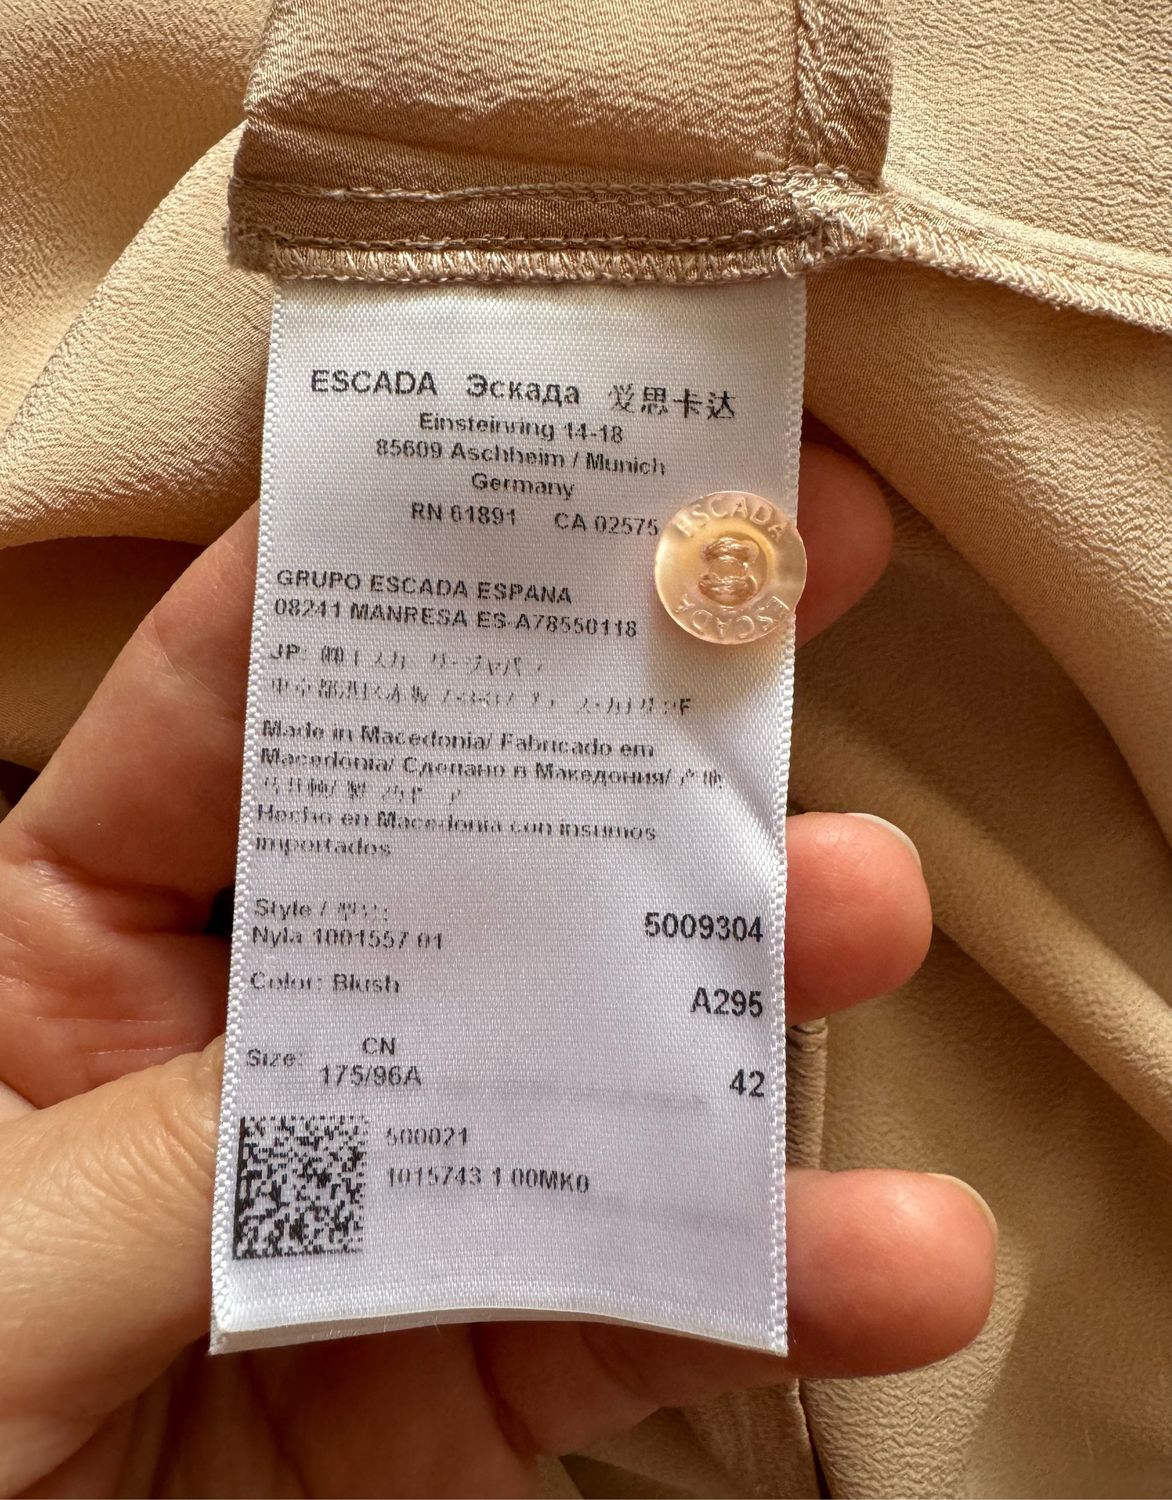 ESCADA Эскада 爱思卡达
Einsteinring 14-18
85609 Aschheim / Munich
Germany
RN 61891 CA 02575
ESCADA
ESCADA
GRUPO ESCADA ESPANA
08241 MANRESA ES-A78550118
JP:
Made in Macedonia/ Fabricado em
Macedonia/ Сделано в Македония/
Hecho en Macedonia con insumos
importados
Style /
5009304
Nyla 1001557 01
Color: Blush
A295
CN
Size:
175/96A
42
500021
1015743 1 00MK0